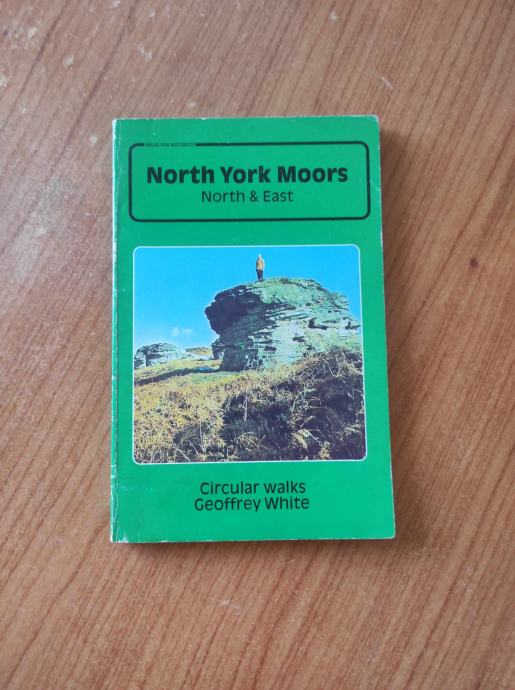 WALKS FOR MOTORISTS
North York Moors
North & East
Circular walks
Geoffrey White